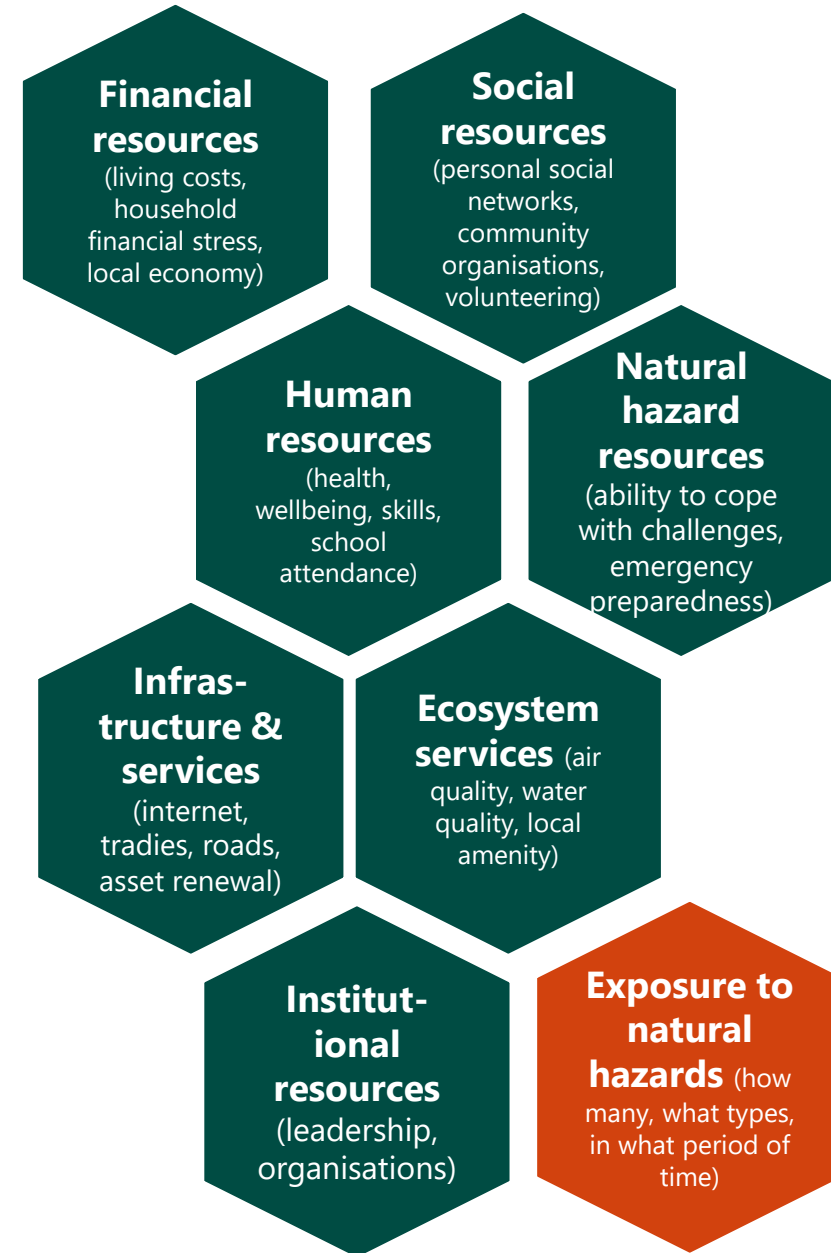 Financial
resources
(living costs,
household
financial stress,
local economy)
Social
resources
(personal social
networks,
community
organisations,
volunteering)
Human
resources
(health,
wellbeing, skills,
school
attendance)
Natural
hazard
resources
(ability to cope
with challenges,
emergency
preparedness)
Infras-
tructure &
services
(internet,
tradies, roads,
asset renewal)
Ecosystem
services (air
quality, water
quality, local
amenity)
Institut-
ional
resources
(leadership,
organisations)
Exposure to
natural
hazards (how
many, what types,
in what period of
time)